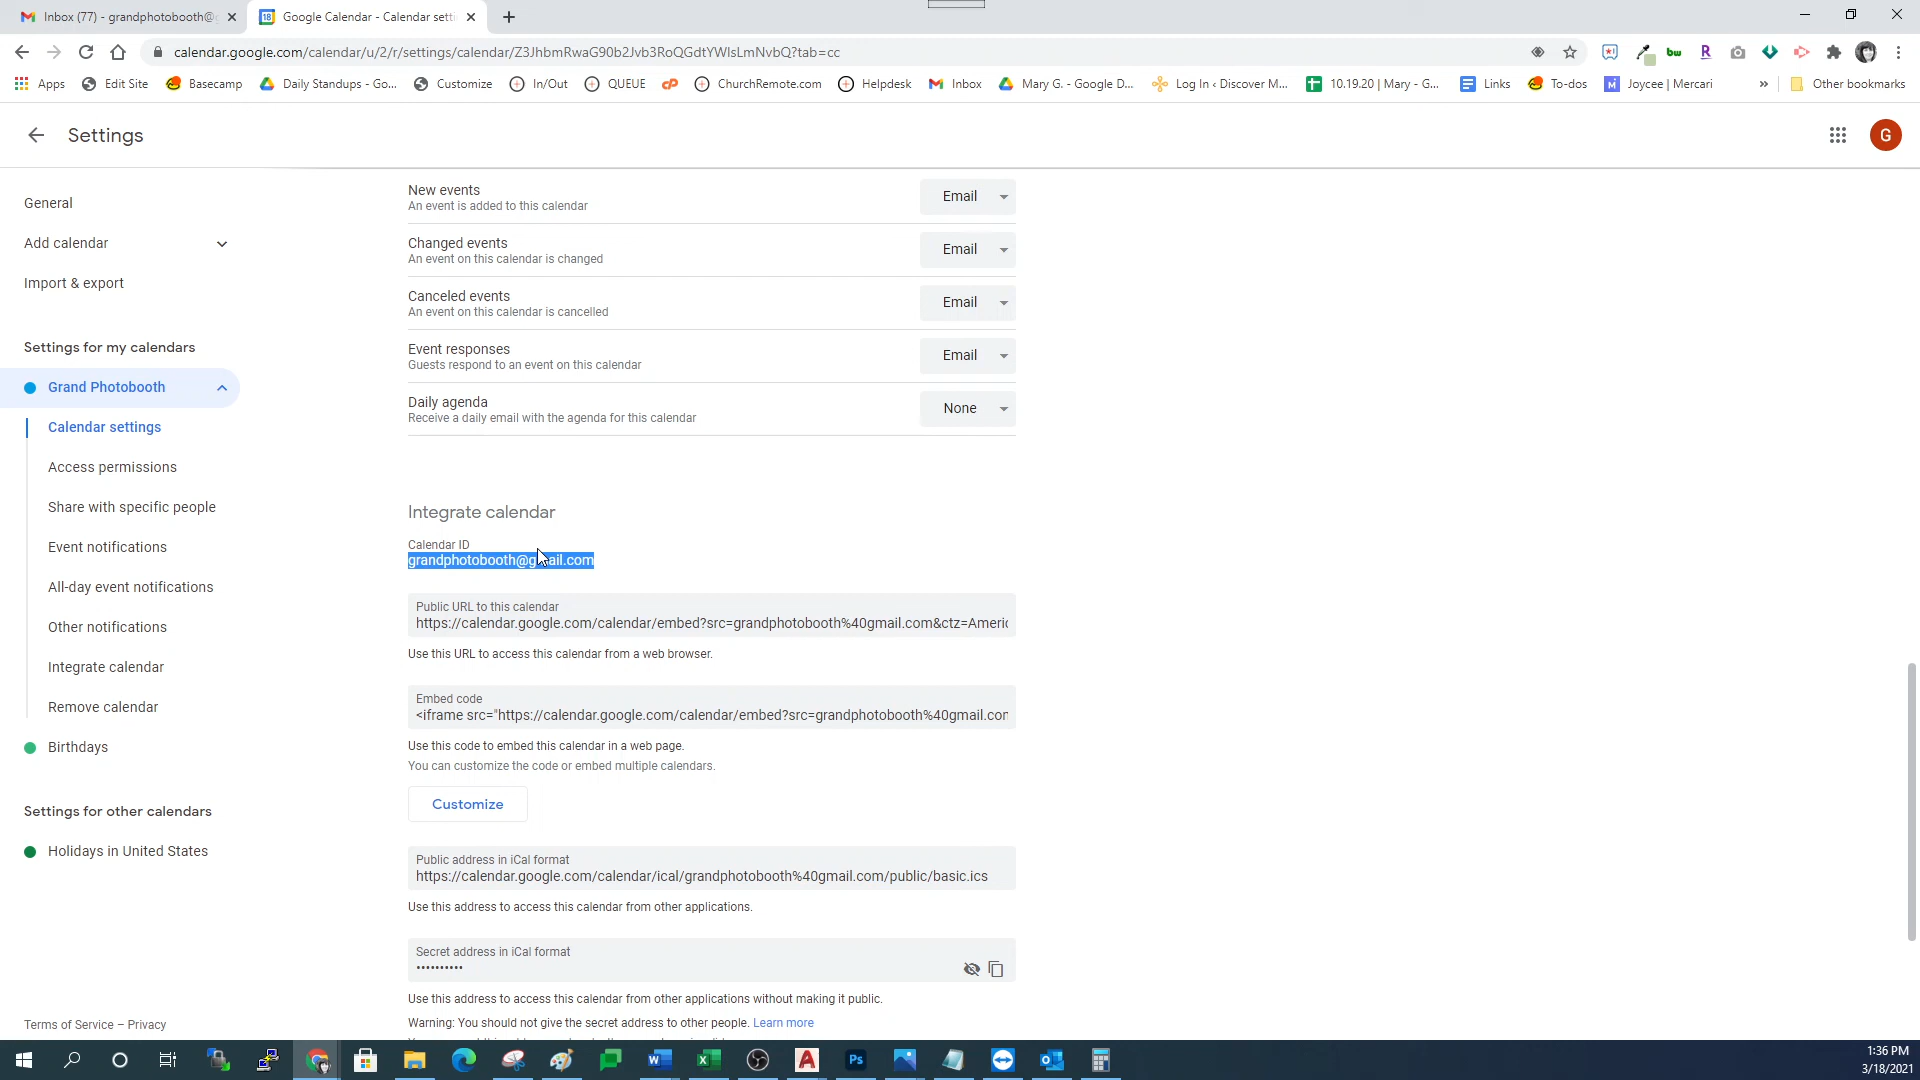 Inbox (77) - grandphotobooth@g
Google Calendar - Calendar setti
calendar.google.com/calendar/u/2/r/settings/calendar/Z3JhbmRwaG90b2Jvb3RoQGdtYWlsLmNvbQ?tab=cc
Apps
Edit Site
Basecamp
Daily Standups - Go...
Customize
In/Out
QUEUE
ChurchRemote.com
Helpdesk
Inbox
Mary G. - Google D...
Log In ‹ Discover M...
10.19.20 | Mary - G...
Links
To-dos
Joycee | Mercari
»
Other bookmarks
Settings
G
General
Add calendar
Import & export
Settings for my calendars
Grand Photobooth
Calendar settings
Access permissions
Share with specific people
Event notifications
All-day event notifications
Other notifications
Integrate calendar
Remove calendar
Birthdays
Settings for other calendars
Holidays in United States
Terms of Service – Privacy
New events
An event is added to this calendar
Email
Changed events
An event on this calendar is changed
Email
Canceled events
An event on this calendar is cancelled
Email
Event responses
Guests respond to an event on this calendar
Email
Daily agenda
Receive a daily email with the agenda for this calendar
None
Integrate calendar
Calendar ID
grandphotobooth@gmail.com
Public URL to this calendar
https://calendar.google.com/calendar/embed?src=grandphotobooth%40gmail.com&ctz=Americ
Use this URL to access this calendar from a web browser.
Embed code
<iframe src="https://calendar.google.com/calendar/embed?src=grandphotobooth%40gmail.con
Use this code to embed this calendar in a web page.
You can customize the code or embed multiple calendars.
Customize
Public address in iCal format
https://calendar.google.com/calendar/ical/grandphotobooth%40gmail.com/public/basic.ics
Use this address to access this calendar from other applications.
Secret address in iCal format
••••••••••
Use this address to access this calendar from other applications without making it public.
Warning: You should not give the secret address to other people. Learn more
1:36 PM
3/18/2021